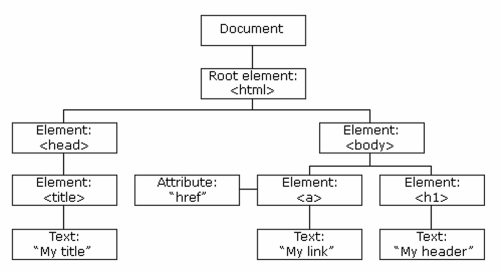 Document
Root element:
<html>
Element:
<head>
Element:
<body>
Element:
<title>
Attribute:
“href”
Element:
<a>
Element:
<h1>
Text:
“My title”
Text:
“My link”
Text:
“My header”